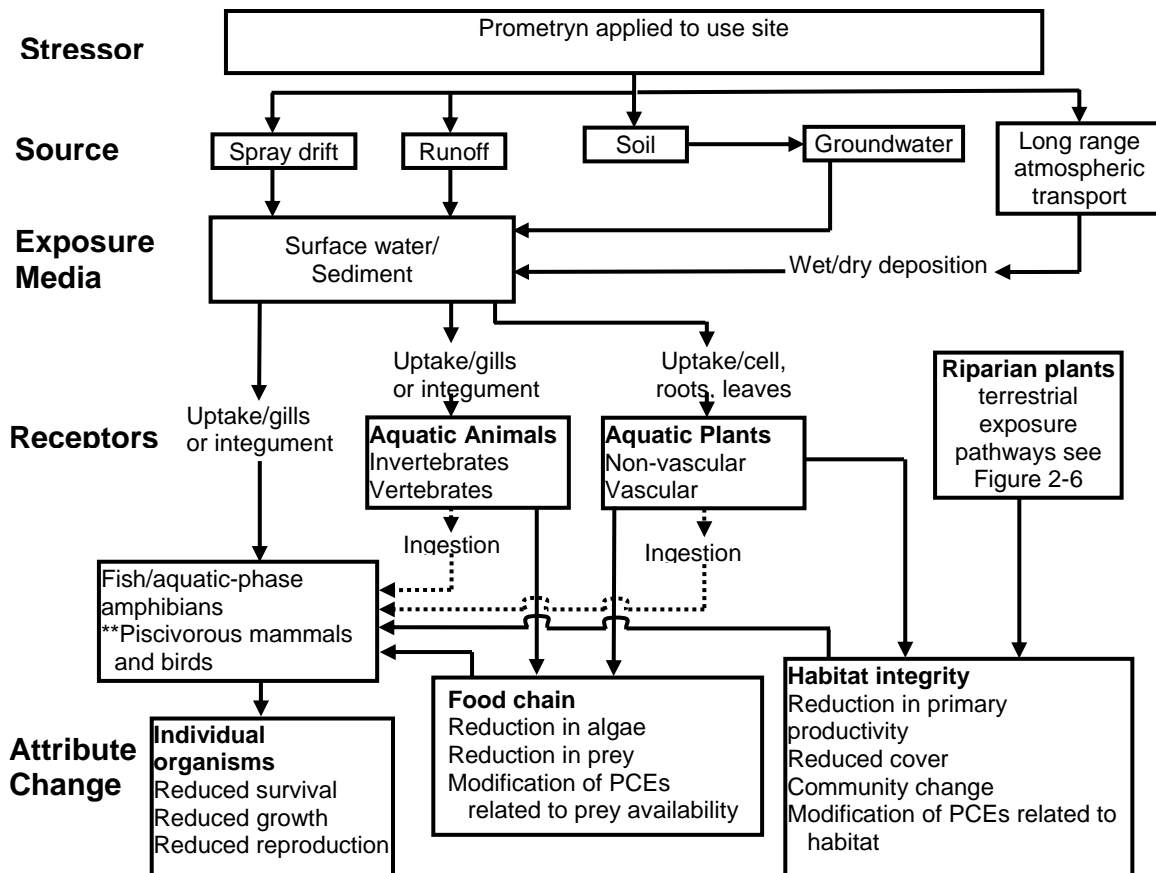 Stressor
Prometryn applied to use site
Source
Spray drift
Runoff
Soil
Groundwater
Long range
atmospheric
transport
Exposure
Media
Surface water/
Sediment
Wet/dry deposition
Uptake/gills
or integument
Uptake/gills
or integument
Uptake/cell,
roots, leaves
Receptors
Aquatic Animals
Invertebrates
Vertebrates
Aquatic Plants
Non-vascular
Vascular
Riparian plants
terrestrial
exposure
pathways see
Figure 2-6
Ingestion
Ingestion
Fish/aquatic-phase
amphibians
**Piscivorous mammals
and birds
Attribute
Change
Individual
organisms
Reduced survival
Reduced growth
Reduced reproduction
Food chain
Reduction in algae
Reduction in prey
Modification of PCEs
related to prey availability
Habitat integrity
Reduction in primary
productivity
Reduced cover
Community change
Modification of PCEs related to
habitat